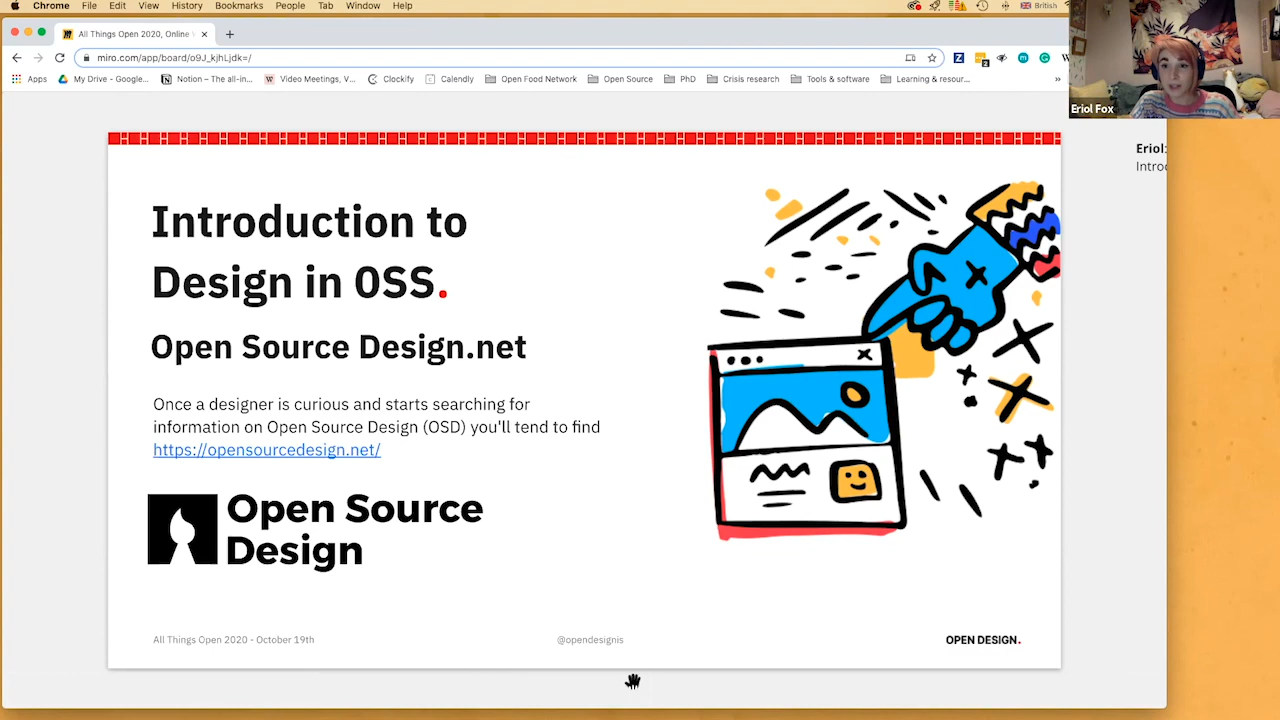 Chrome File Edit View History Bookmarks People Tab Window Help
British
All Things Open 2020, Online
miro.com/app/board/o9J_kjhLjdk=/
Apps My Drive - Google... Notion – The all-in... Video Meetings, V... Clockify Calendly Open Food Network Open Source PhD Crisis research Tools & software Learning & resour... »
Eriol Fox
Eriol:
Introd
Introduction to
Design in OSS.
Open Source Design.net
Once a designer is curious and starts searching for
information on Open Source Design (OSD) you'll tend to find
https://opensourcedesign.net/
Open Source
Design
All Things Open 2020 - October 19th
@opendesignis
OPEN DESIGN.